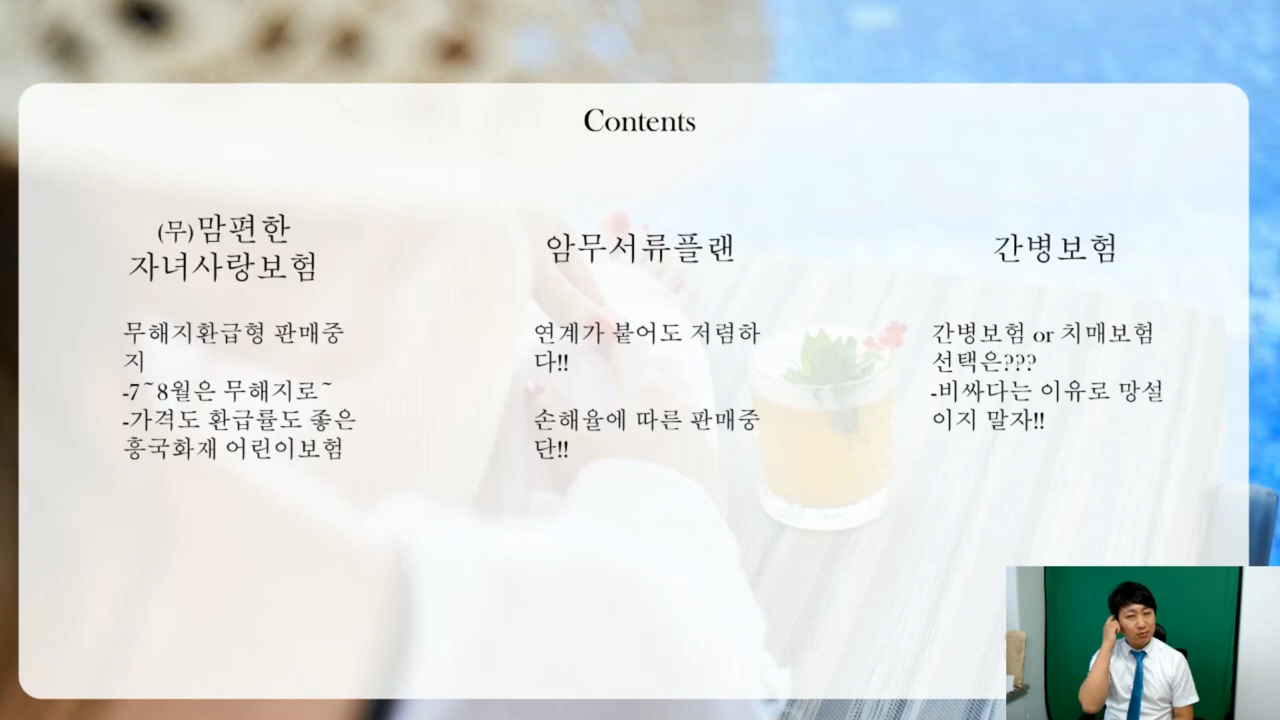 Contents
(무)맘편한
자녀사랑보험
무해지환급형 판매중
지
-7~8월은 무해지로~
-가격도 환급률도 좋은
흥국화재 어린이보험
암무서류플랜
연계가 붙어도 저렴하
다!!
손해율에 따른 판매중
단!!
간병보험
간병보험 or 치매보험
선택은???
-비싸다는 이유로 망설
이지 말자!!